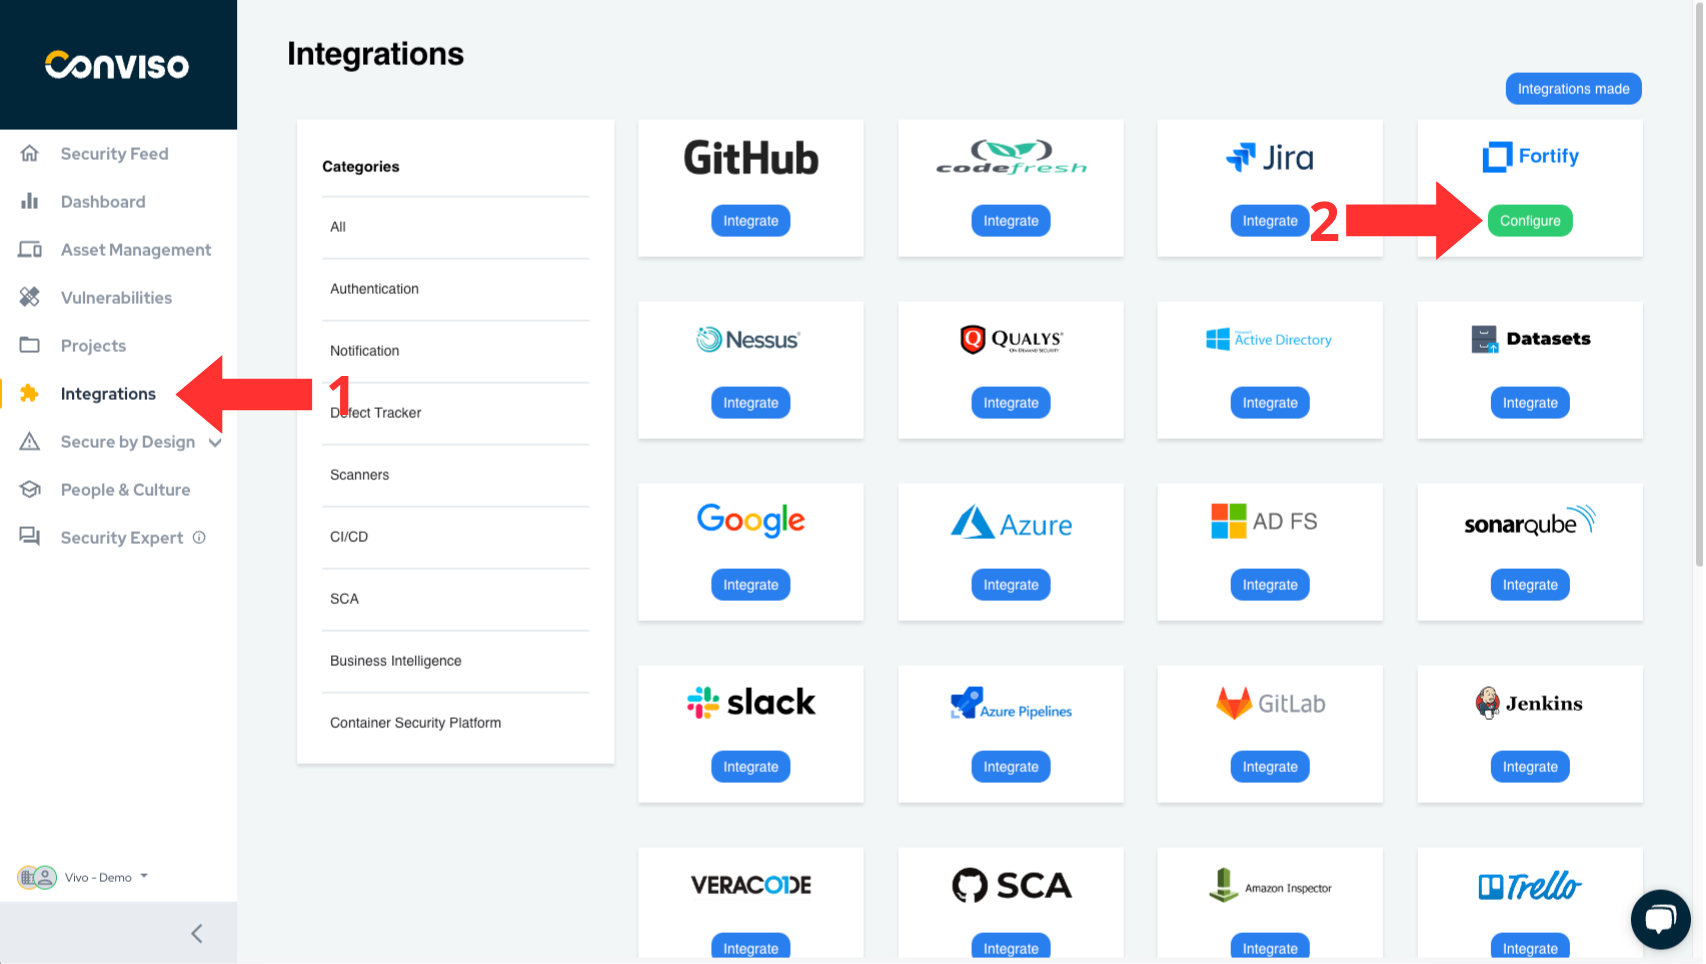 CONVISO
Security Feed
Dashboard
Asset Management
Vulnerabilities
Projects
Integrations
Secure by Design
People & Culture
Security Expert
Vivo - Demo
Integrations
Integrations made
Categories
All
Authentication
Notification
Defect Tracker
Scanners
CI/CD
SCA
Business Intelligence
Container Security Platform
1
GitHub
Integrate
codefresh
Integrate
Jira
Integrate
2
Fortify
Configure
Nessus
Integrate
QUALYS
ON DEMAND SECURITY
Integrate
Active Directory
Integrate
Datasets
Integrate
Google
Integrate
Azure
Integrate
AD FS
Integrate
sonarqube
Integrate
slack
Integrate
Azure Pipelines
Integrate
GitLab
Integrate
Jenkins
Integrate
VERACODE
Integrate
SCA
Integrate
Amazon Inspector
Integrate
Trello
Integrate